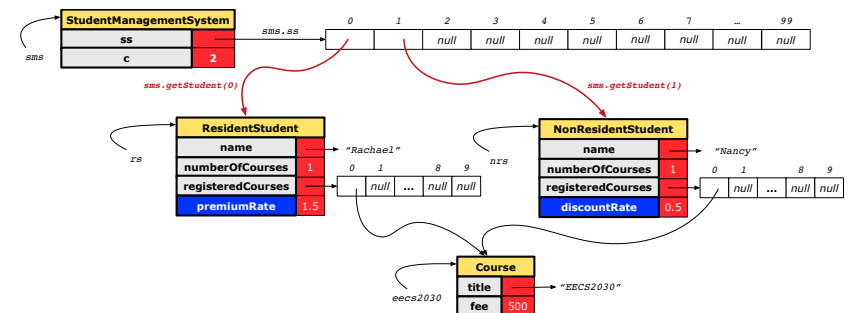 StudentManagementSystem
ss
c 2
sms
sms.ss
0 1 2 3 4 5 6 7 … 99
null null null null null null null null
sms.getStudent(0)
sms.getStudent(1)
ResidentStudent
name
numberOfCourses 1
registeredCourses
premiumRate 1.5
rs
"Rachael"
0 1 8 9
null … null null
NonResidentStudent
name
numberOfCourses 1
registeredCourses
discountRate 0.5
nrs
"Nancy"
0 1 8 9
null … null null
Course
title
fee 500
eecs2030
"EECS2030"